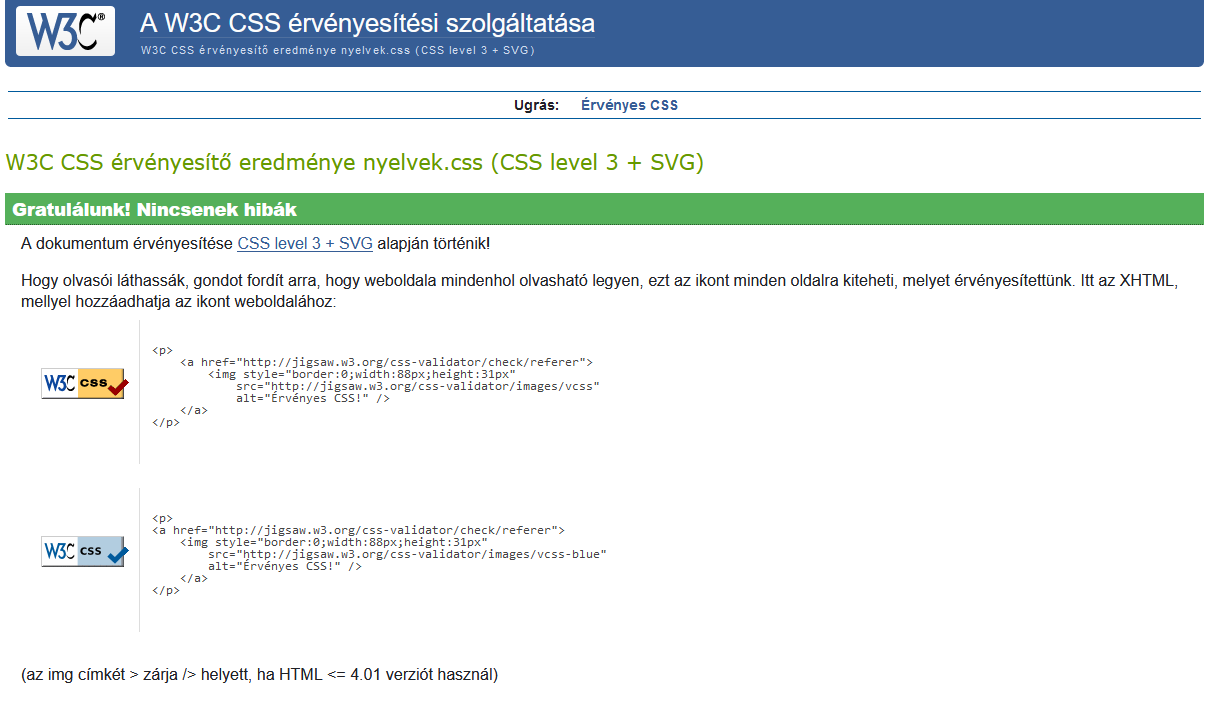 W3C®
A W3C CSS érvényesítési szolgáltatása
W3C CSS érvényesítő eredménye nyelvek.css (CSS level 3 + SVG)
Ugrás: Érvényes CSS
W3C CSS érvényesítő eredménye nyelvek.css (CSS level 3 + SVG)
Gratulálunk! Nincsenek hibák
A dokumentum érvényesítése CSS level 3 + SVG alapján történik!
Hogy olvasói láthassák, gondot fordít arra, hogy weboldala mindenhol olvasható legyen, ezt az ikont minden oldalra kiteheti, melyet érvényesítettünk. Itt az XHTML,
mellyel hozzáadhatja az ikont weboldalához:
W3C css
<p>
<a href="http://jigsaw.w3.org/css-validator/check/referer">
<img style="border:0;width:88px;height:31px"
src="http://jigsaw.w3.org/css-validator/images/vcss"
alt="Érvényes CSS!" />
</a>
</p>
W3C css
<p>
<a href="http://jigsaw.w3.org/css-validator/check/referer">
<img style="border:0;width:88px;height:31px"
src="http://jigsaw.w3.org/css-validator/images/vcss-blue"
alt="Érvényes CSS!" />
</a>
</p>
(az img címkét > zárja /> helyett, ha HTML <= 4.01 verziót használ)